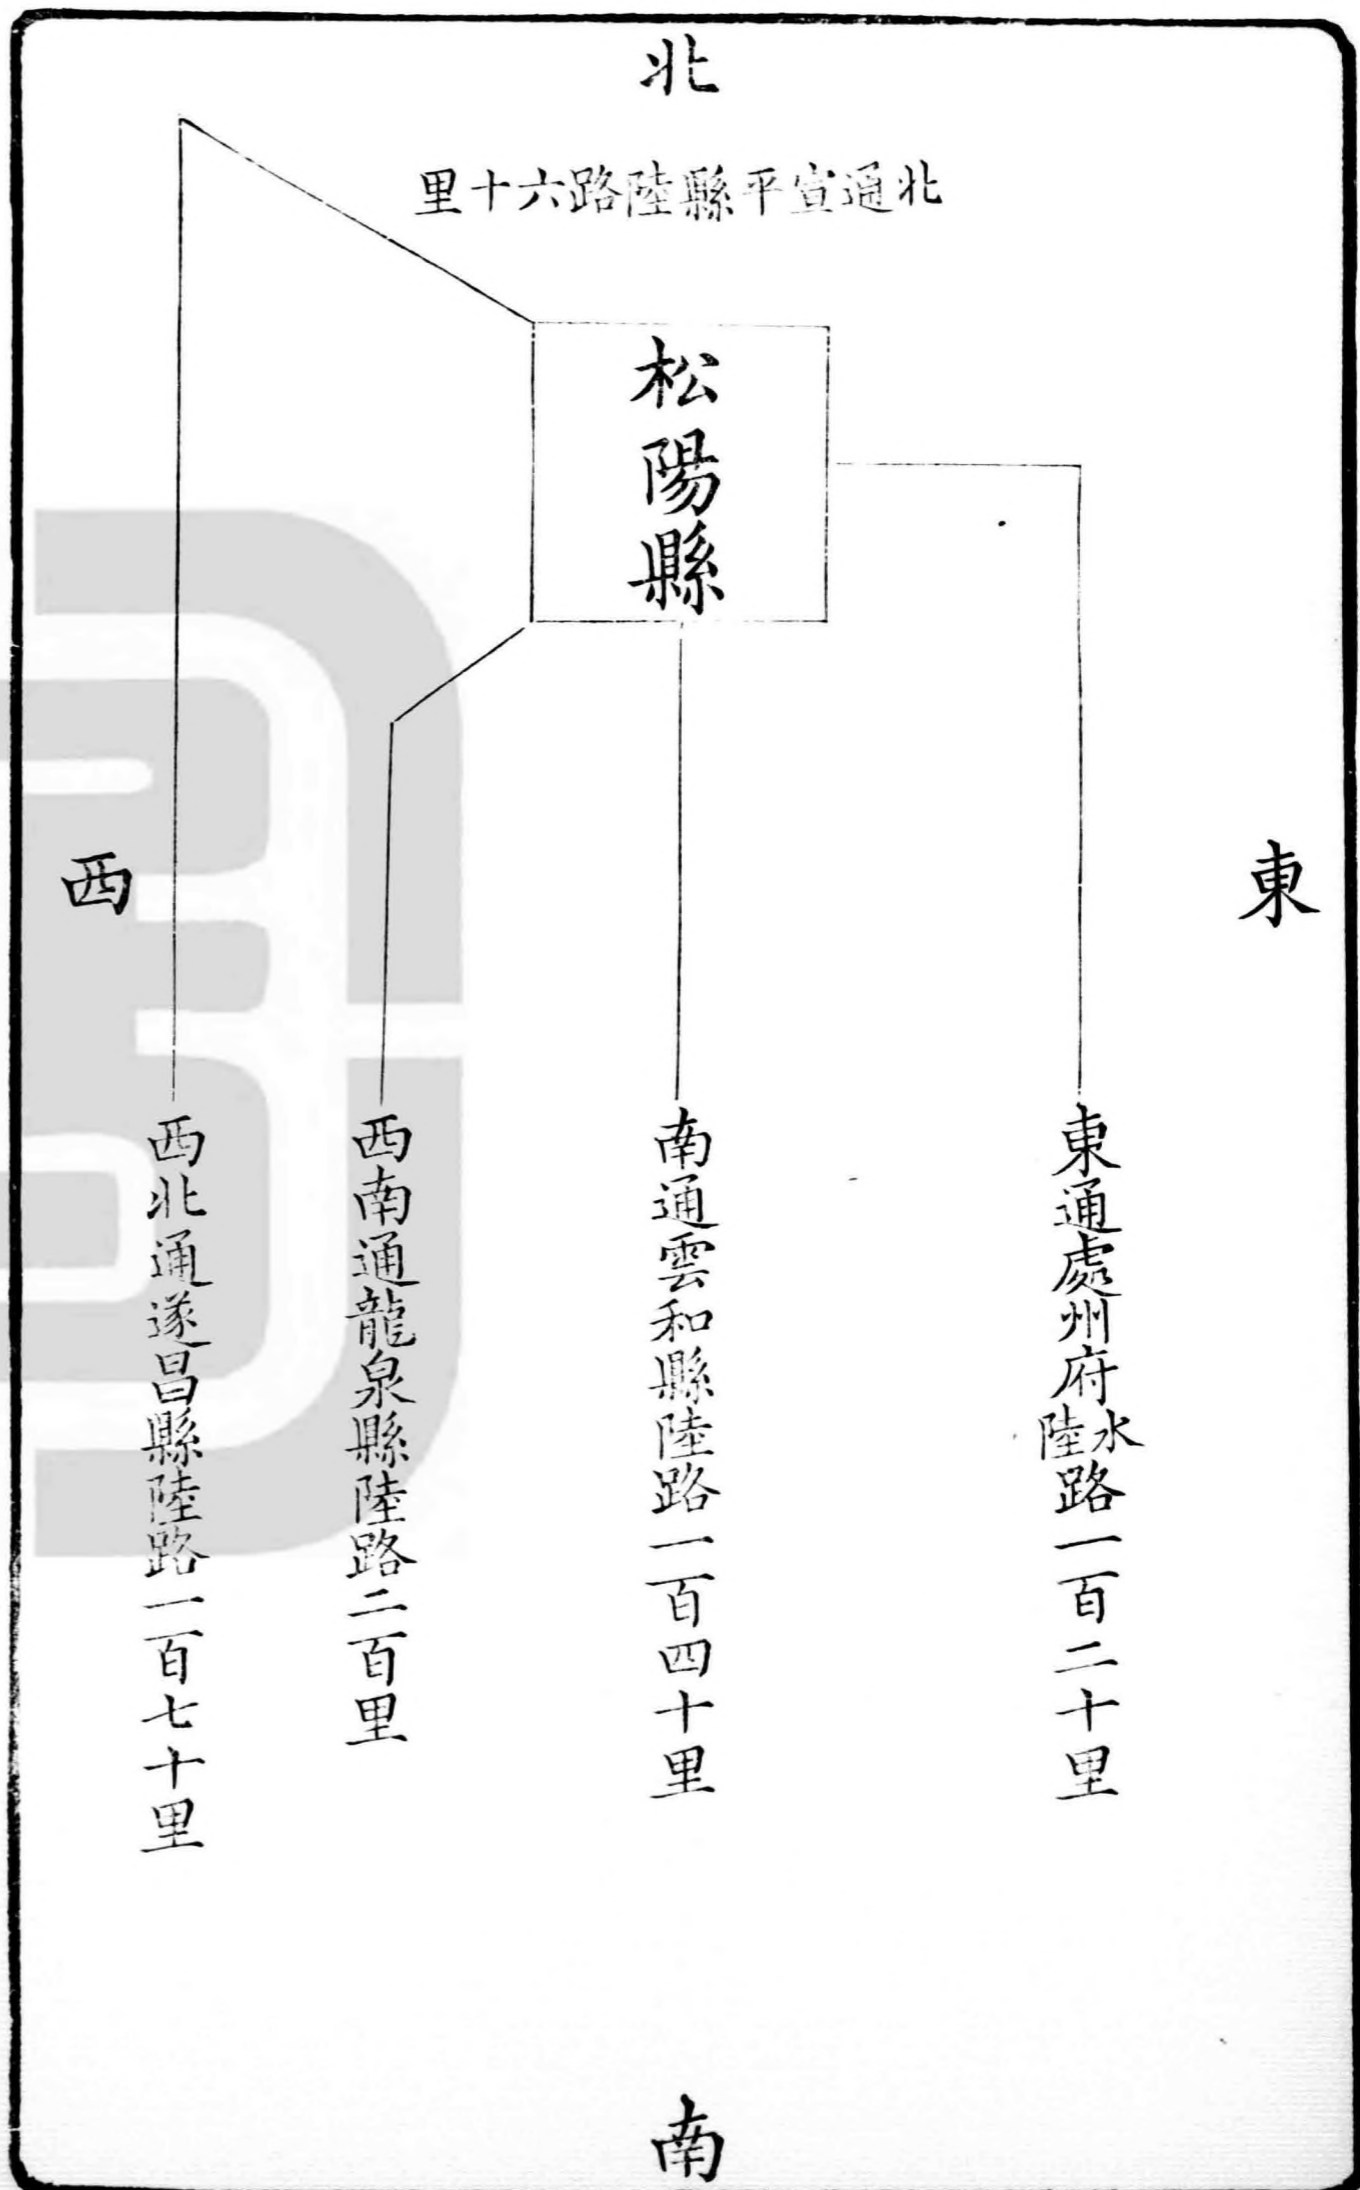 北
北通宣平縣陸路六十里
松陽縣
東
西
東通處州府水陸路一百二十里
南通雲和縣陸路一百四十里
西南通龍泉縣陸路二百里
西北通遂昌縣陸路一百七十里
南